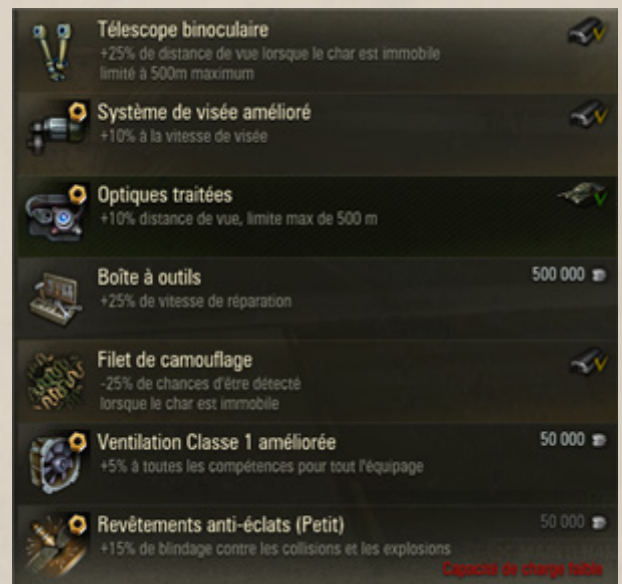 Télescope binoculaire
+25% de distance de vue lorsque le char est immobile
limité à 500m maximum
Système de visée amélioré
+10% à la vitesse de visée
Optiques traitées
+10% distance de vue, limite max de 500 m
Boîte à outils
500 000
+25% de vitesse de réparation
Filet de camouflage
-25% de chances d'être détecté
lorsque le char est immobile
Ventilation Classe 1 améliorée
50 000
+5% à toutes les compétences pour tout l'équipage
Revêtements anti-éclats (Petit)
50 000
+15% de blindage contre les collisions et les explosions
Capacité de charge faible